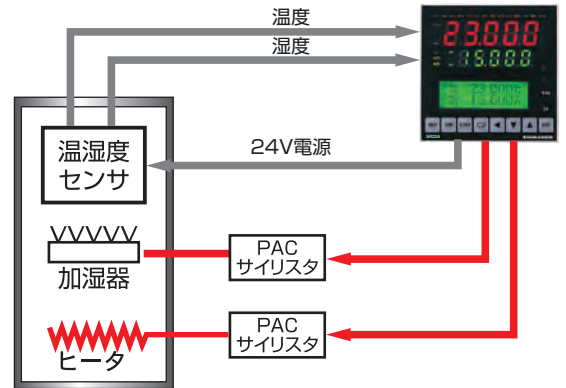 温度
湿度
23.000
15.000
温湿度
センサ
24V電源
加湿器
PAC
サイリスタ
ヒータ
PAC
サイリスタ